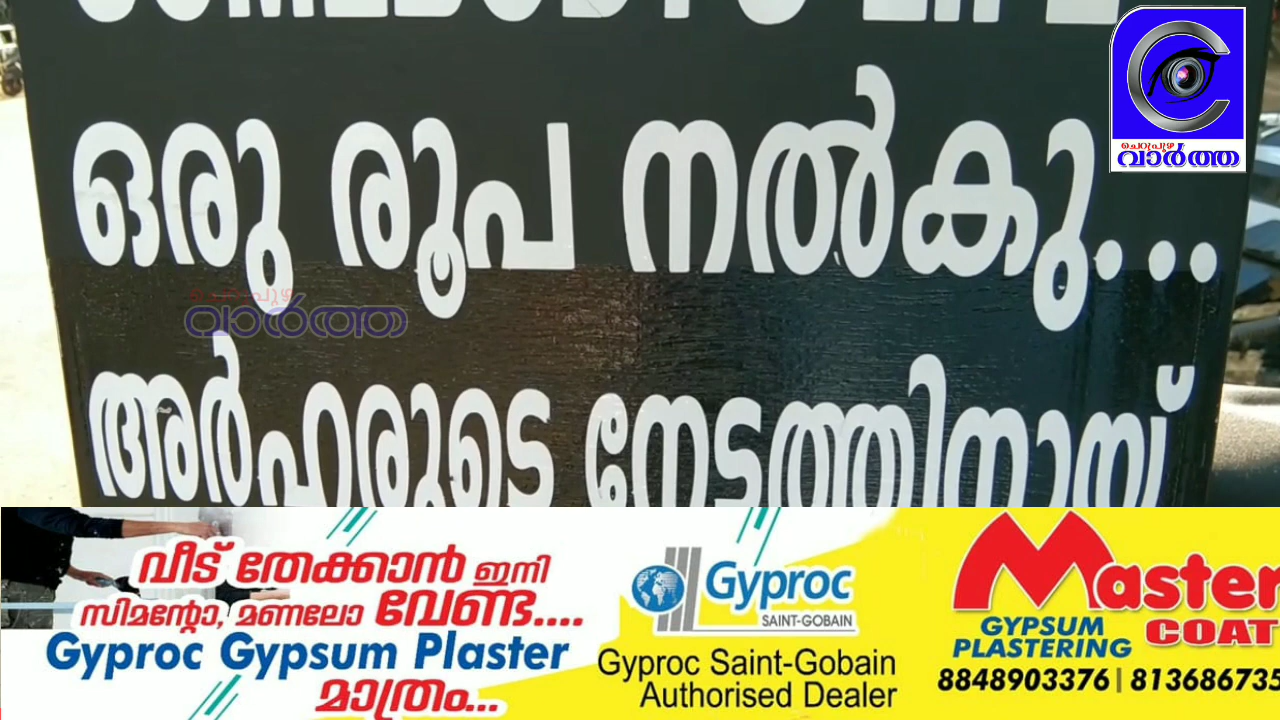 ഒരു രൂപ നൽകു...
അർഹരുടെ നേട്ടത്തിനായ്
ചെറുപുഴ
വാർത്ത
ചെറുപുഴ
വാർത്ത
വീട് തേക്കാൻ ഇനി
സിമന്റോ, മണലോ വേണ്ട....
Gyproc Gypsum Plaster
മാത്രം...
Gyproc
SAINT-GOBAIN
Gyproc Saint-Gobain
Authorised Dealer
Master
COAT
GYPSUM
PLASTERING
8848903376 | 813686735